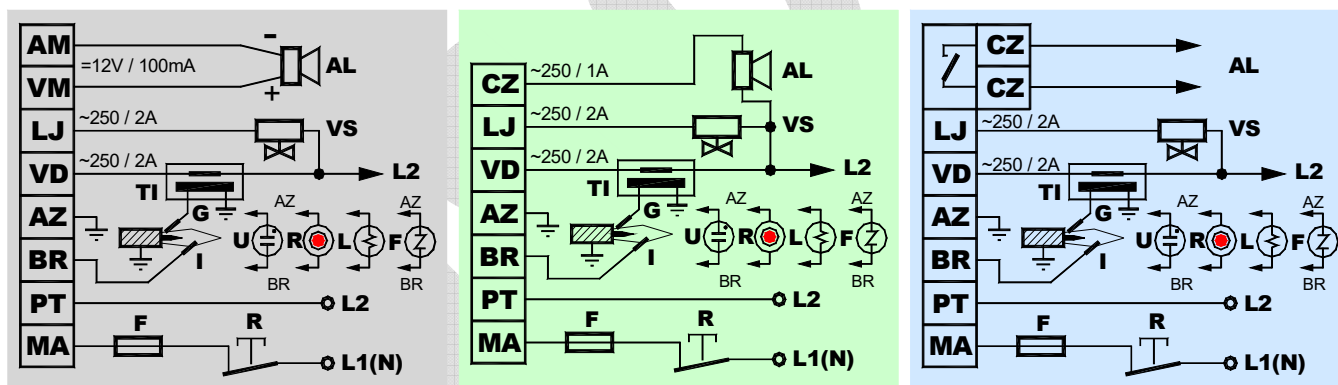 AM
=12V / 100mA
-
+
AL
VM
LJ
~250 / 2A
VS
VD
~250 / 2A
L2
TI
AZ
G
AZ
AZ
U
R
L
F
BR
I
BR
BR
PT
L2
MA
F
R
L1(N)
CZ
~250 / 1A
AL
LJ
~250 / 2A
VS
VD
~250 / 2A
L2
TI
AZ
G
AZ
AZ
U
R
L
F
BR
I
BR
BR
PT
L2
MA
F
R
L1(N)
CZ
CZ
AL
LJ
~250 / 2A
VS
VD
~250 / 2A
L2
TI
AZ
G
AZ
AZ
U
R
L
F
BR
I
BR
BR
PT
L2
MA
F
R
L1(N)